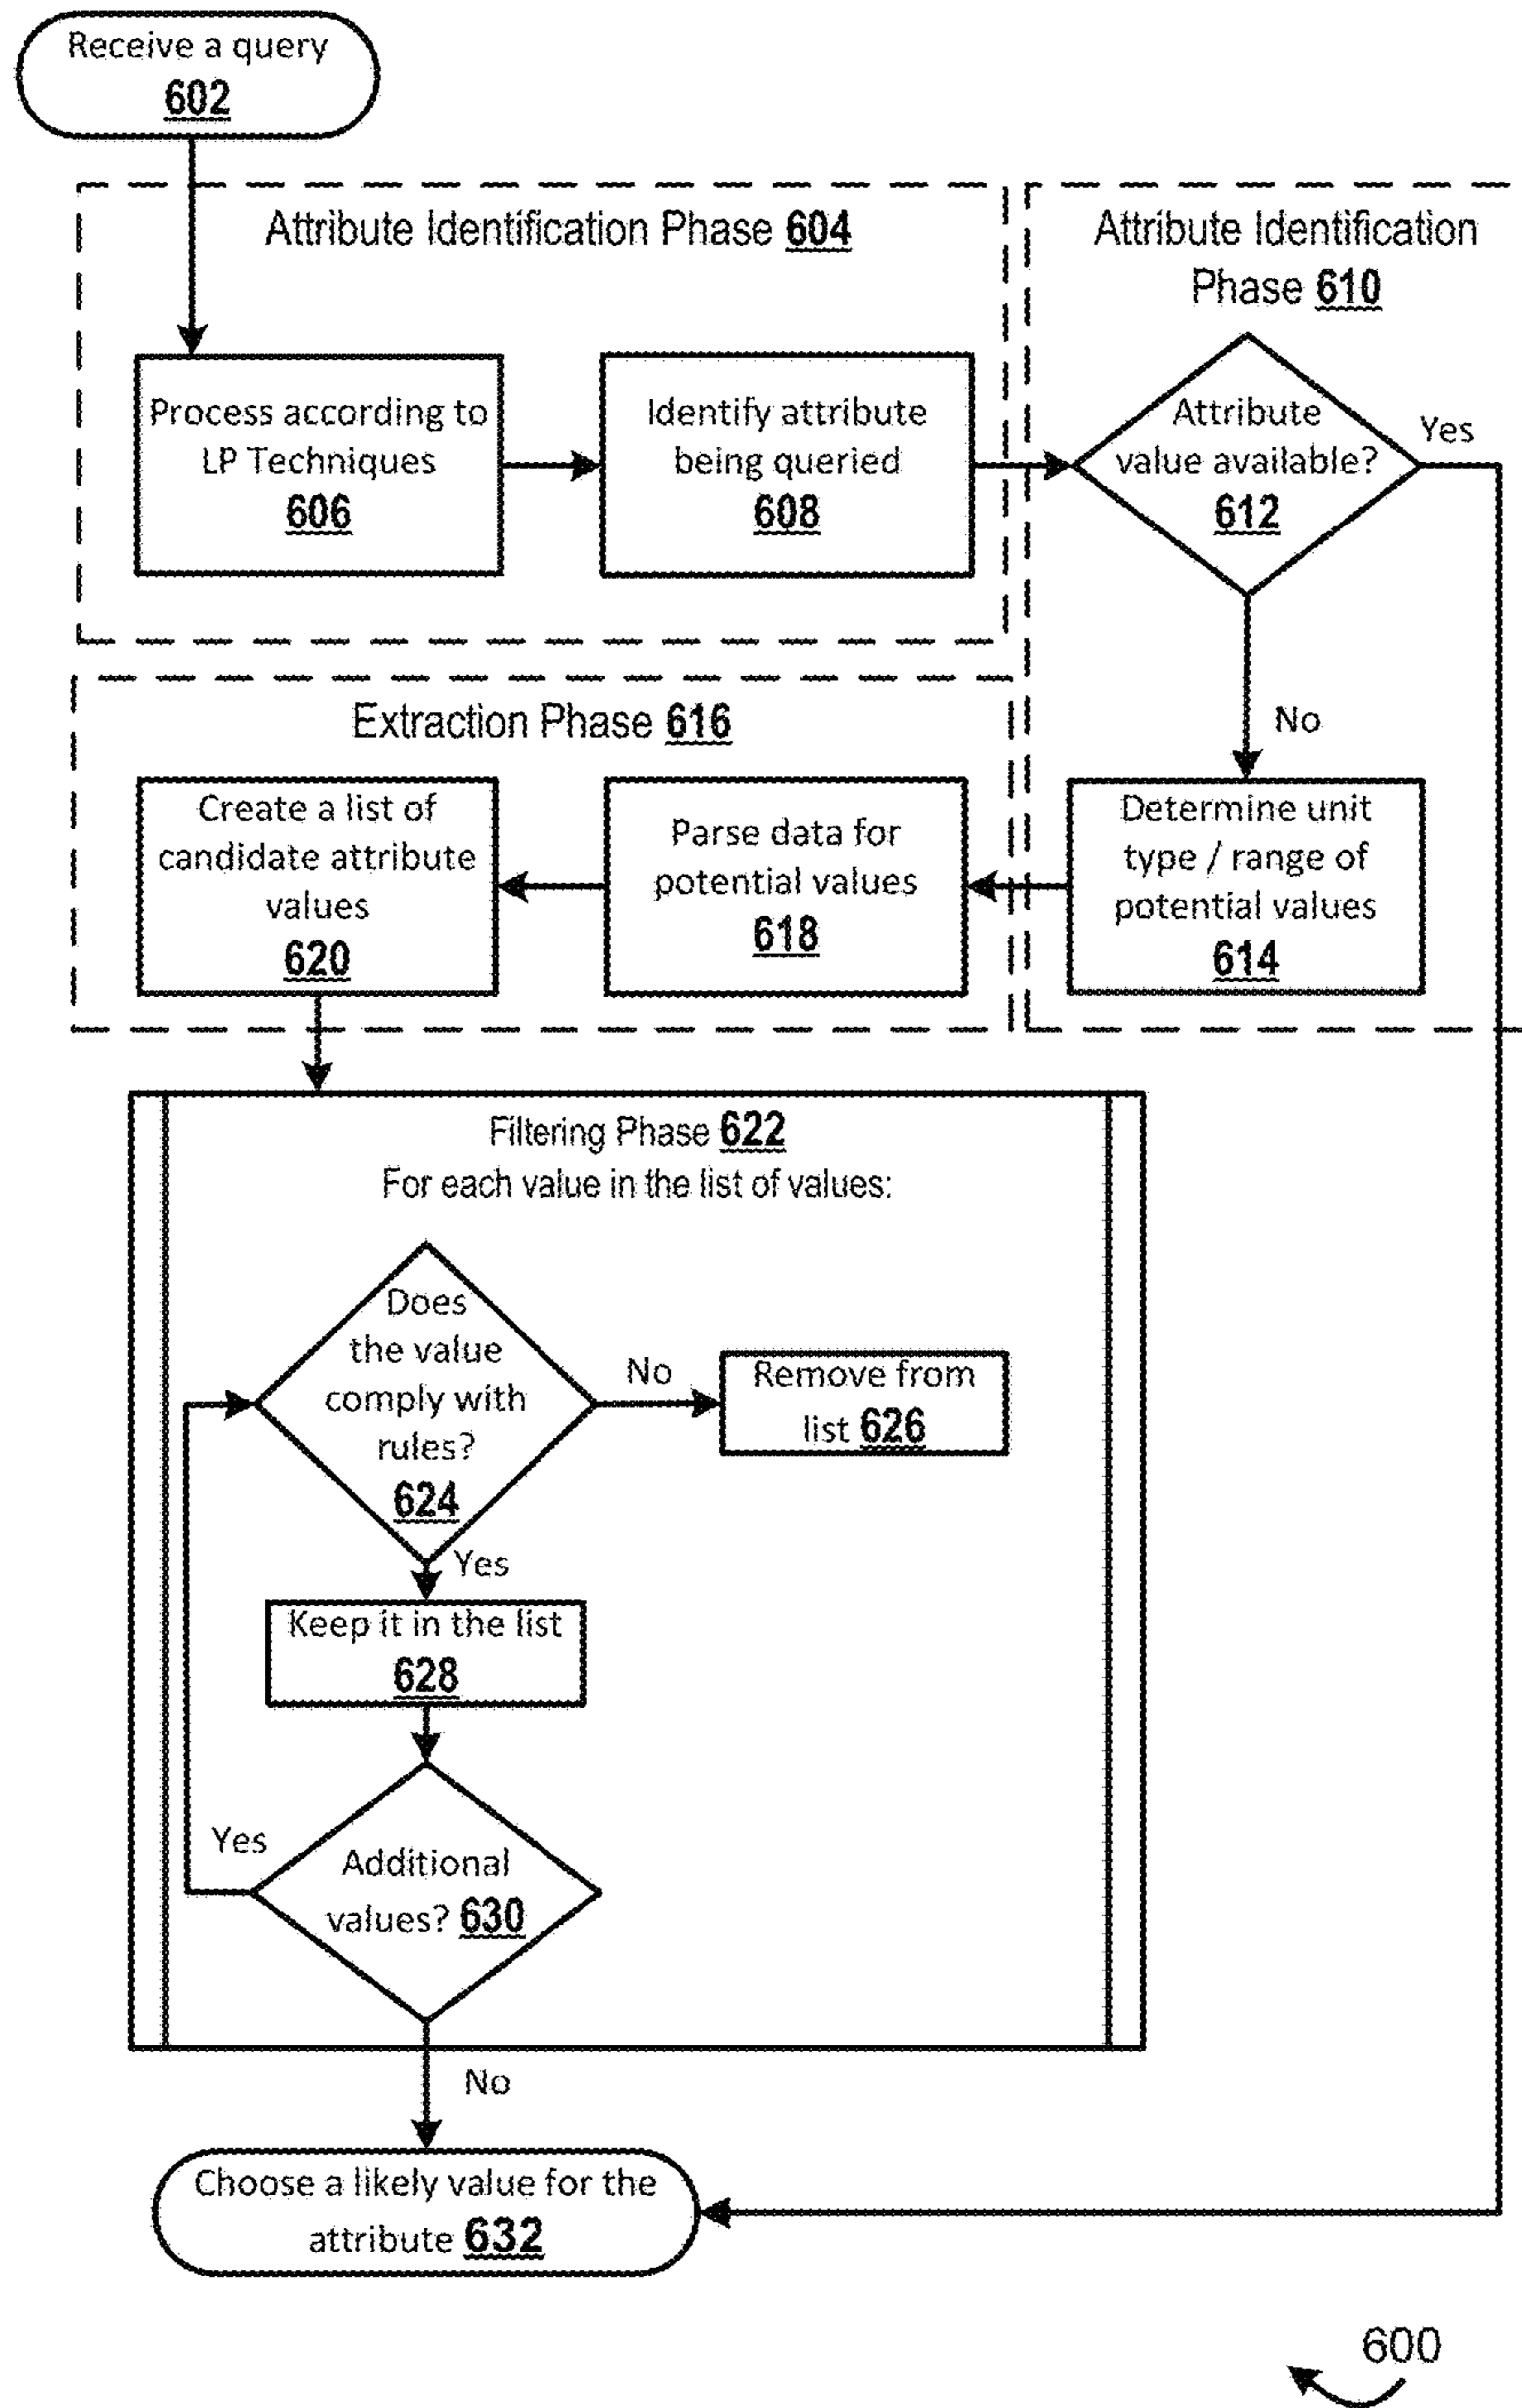 Receive a query
602
Attribute Identification Phase 604
Process according to
LP Techniques
606
Identify attribute
being queried
608
Attribute Identification
Phase 610
Attribute
value available?
612
Yes
No
Determine unit
type / range of
potential values
614
Extraction Phase 616
Parse data for
potential values
618
Create a list of
candidate attribute
values
620
Filtering Phase 622
For each value in the list of values:
Does
the value
comply with
rules?
624
No
Remove from
list 626
Yes
Keep it in the list
628
Additional
values? 630
Yes
No
Choose a likely value for the
attribute 632
600